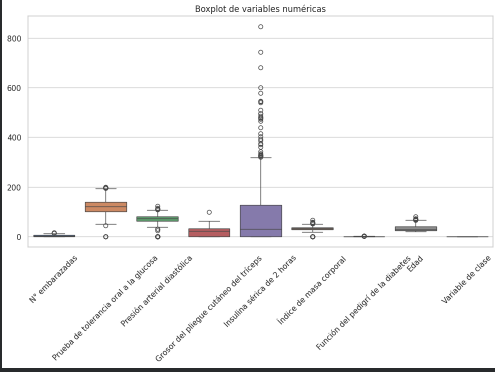 Boxplot de variables numéricas
800
600
400
200
0
N° embarazadas
Prueba de tolerancia oral a la glucosa
Presión arterial diastólica
Grosor del pliegue cutáneo del tríceps
Insulina sérica de 2 horas
Índice de masa corporal
Función del pedigrí de la diabetes
Edad
Variable de clase